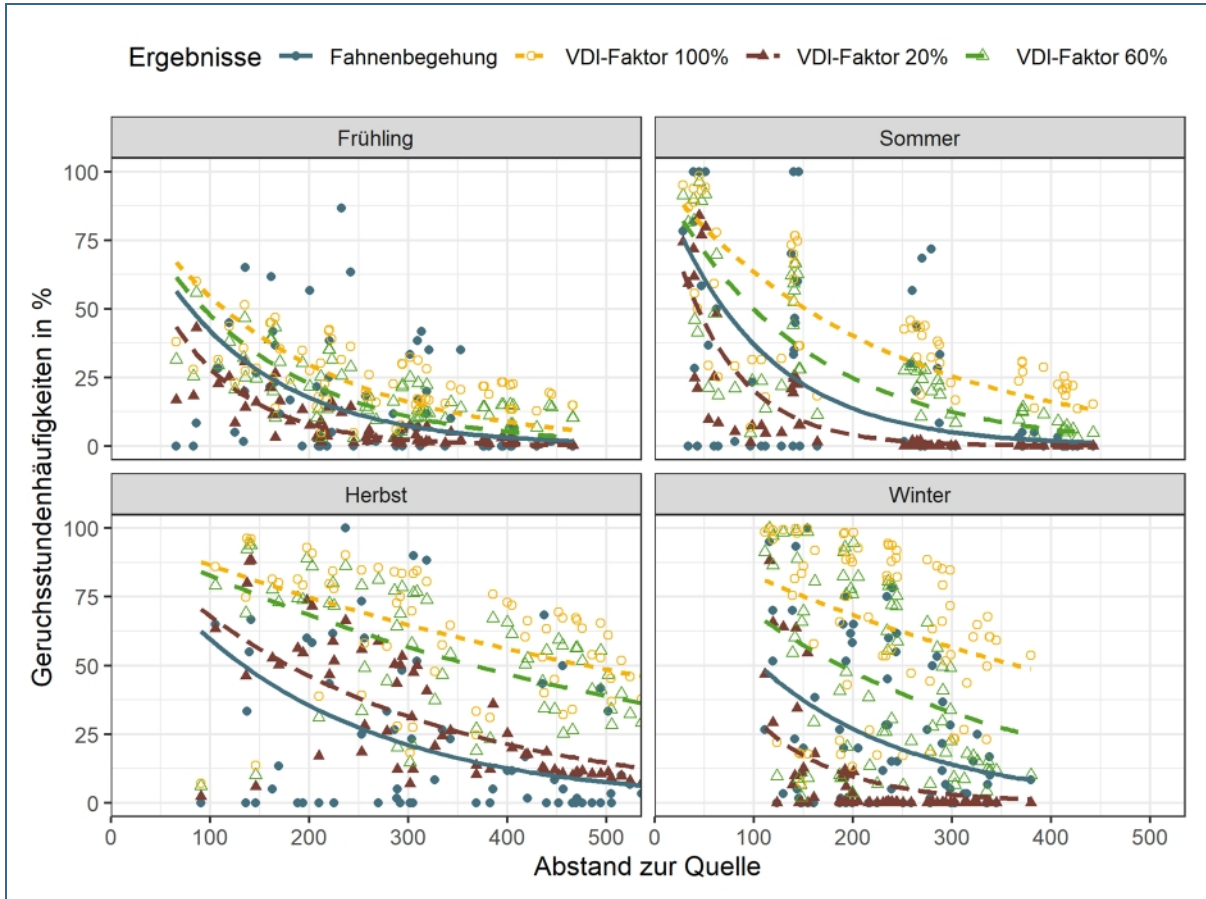 Ergebnisse Fahnenbegehung VDI-Faktor 100% VDI-Faktor 20% VDI-Faktor 60%
Frühling Sommer
100
75
50
25
0
Herbst Winter
100
75
50
25
0
0 100 200 300 400 500 0 100 200 300 400 500
Abstand zur Quelle
Geruchsstundenhäufigkeiten in %